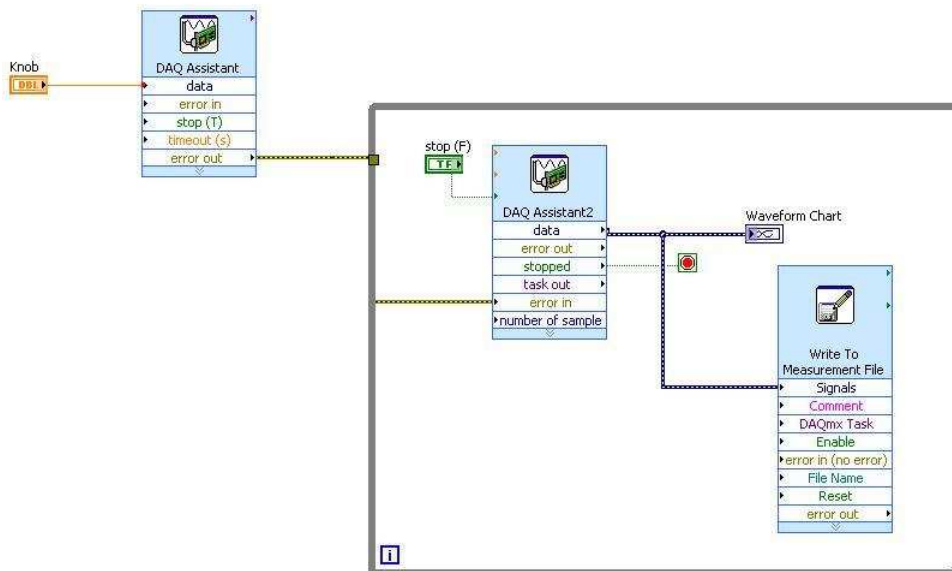 Knob
DBL
DAQ Assistant
data
error in
stop (T)
timeout (s)
error out
stop (F)
TF
DAQ Assistant2
data
error out
stopped
task out
error in
number of sample
Waveform Chart
Write To
Measurement File
Signals
Comment
DAQmx Task
Enable
error in (no error)
File Name
Reset
error out
i